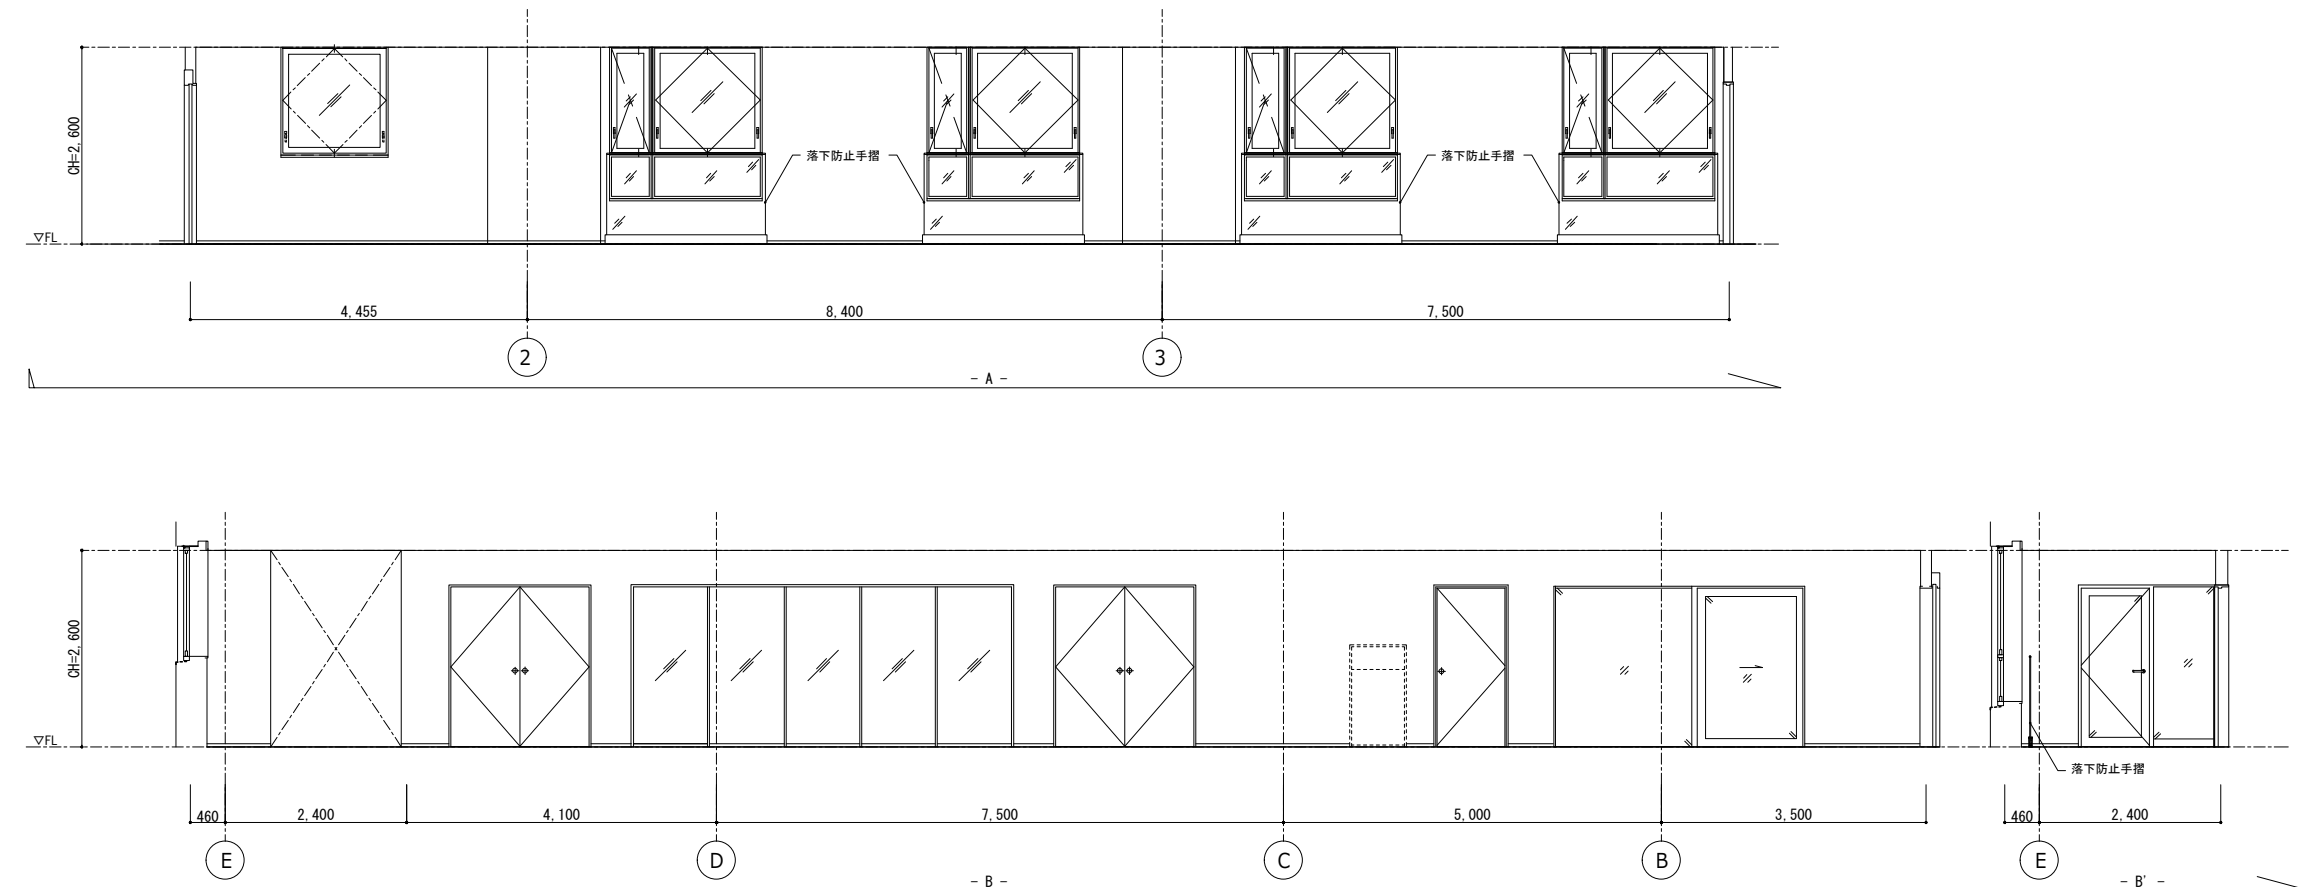 CH=2,600
落下防止手摺
落下防止手摺
▽FL
4,455
8,400
7,500
2
3
- A -
CH=2,600
▽FL
落下防止手摺
460
2,400
4,100
7,500
5,000
3,500
460
2,400
E
D
C
B
E
- B -
- B' -